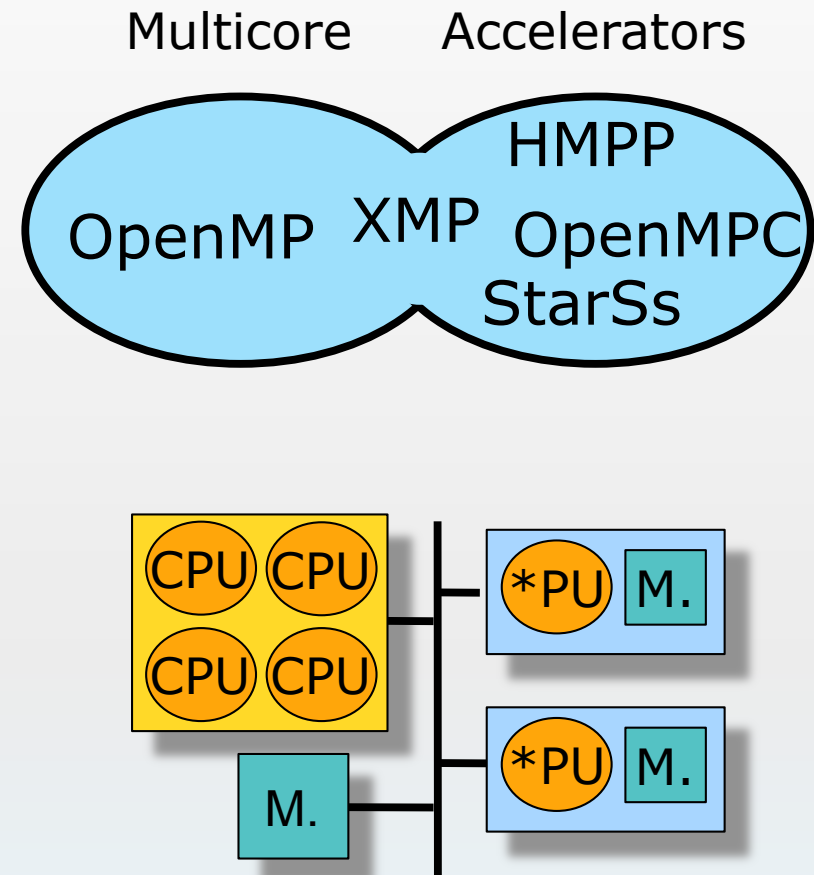 Multicore Accelerators
HMPP
OpenMP XMP OpenMPC
StarSs
CPU CPU
*PU M.
CPU CPU
*PU M.
M.